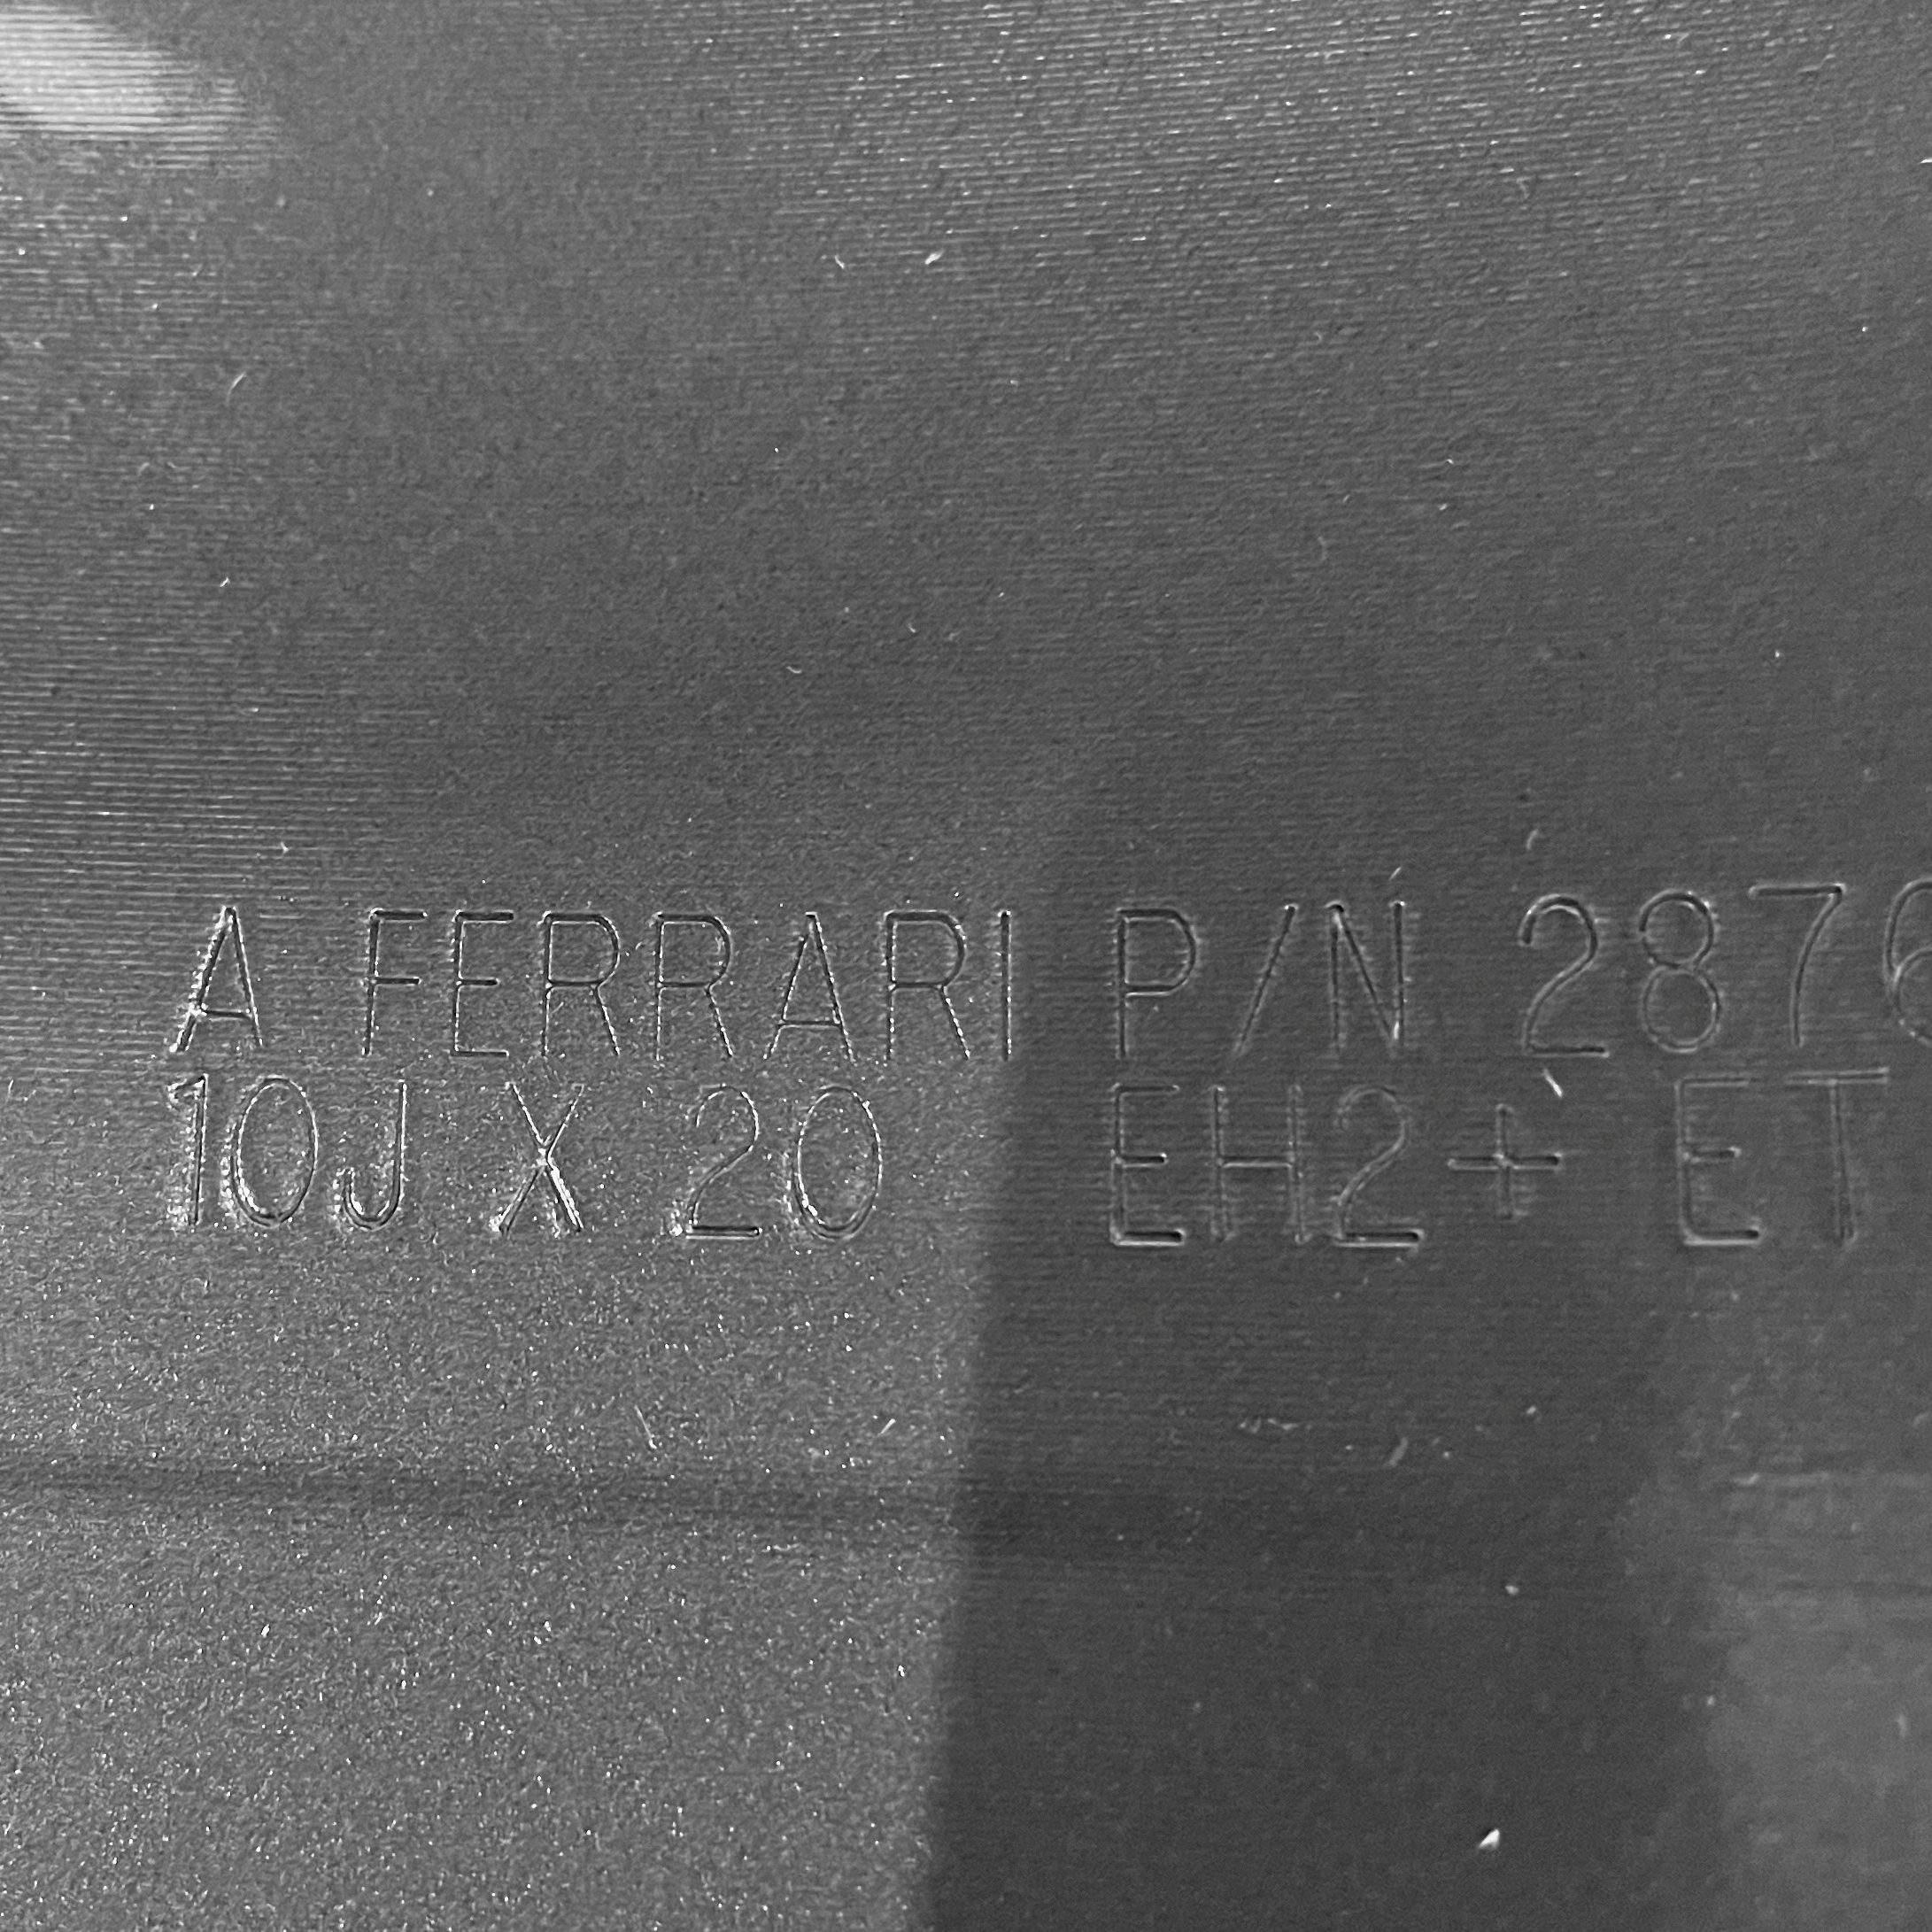 A FERRARI P/N 2876
10J X 20 EH2+ ET